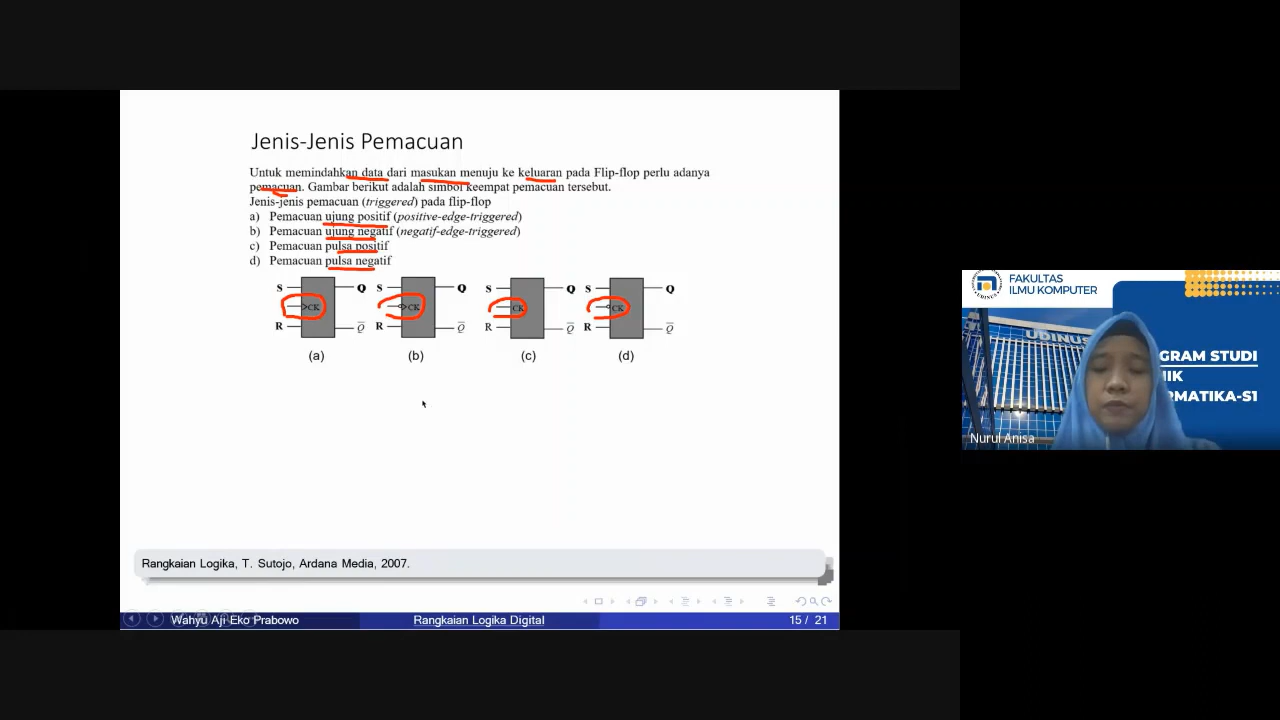 Jenis-Jenis Pemacuan
Untuk memindahkan data dari masukan menuju ke keluaran pada Flip-flop perlu adanya
pemacuan. Gambar berikut adalah simbol keempat pemacuan tersebut.
Jenis-jenis pemacuan (triggered) pada flip-flop
a) Pemacuan ujung positif (positive-edge-triggered)
b) Pemacuan ujung negatif (negatif-edge-triggered)
c) Pemacuan pulsa positif
d) Pemacuan pulsa negatif
S Q S Q S Q S Q
CK CK CK CK
R Q̅ R Q̅ R Q̅ R Q̅
(a) (b) (c) (d)
Rangkaian Logika, T. Sutojo, Ardana Media, 2007.
Wahyu Aji Eko Prabowo Rangkaian Logika Digital 15 / 21
FAKULTAS
ILMU KOMPUTER
UDINUS
GRAM STUDI
IK
RMATIKA-S1
Nurul Anisa